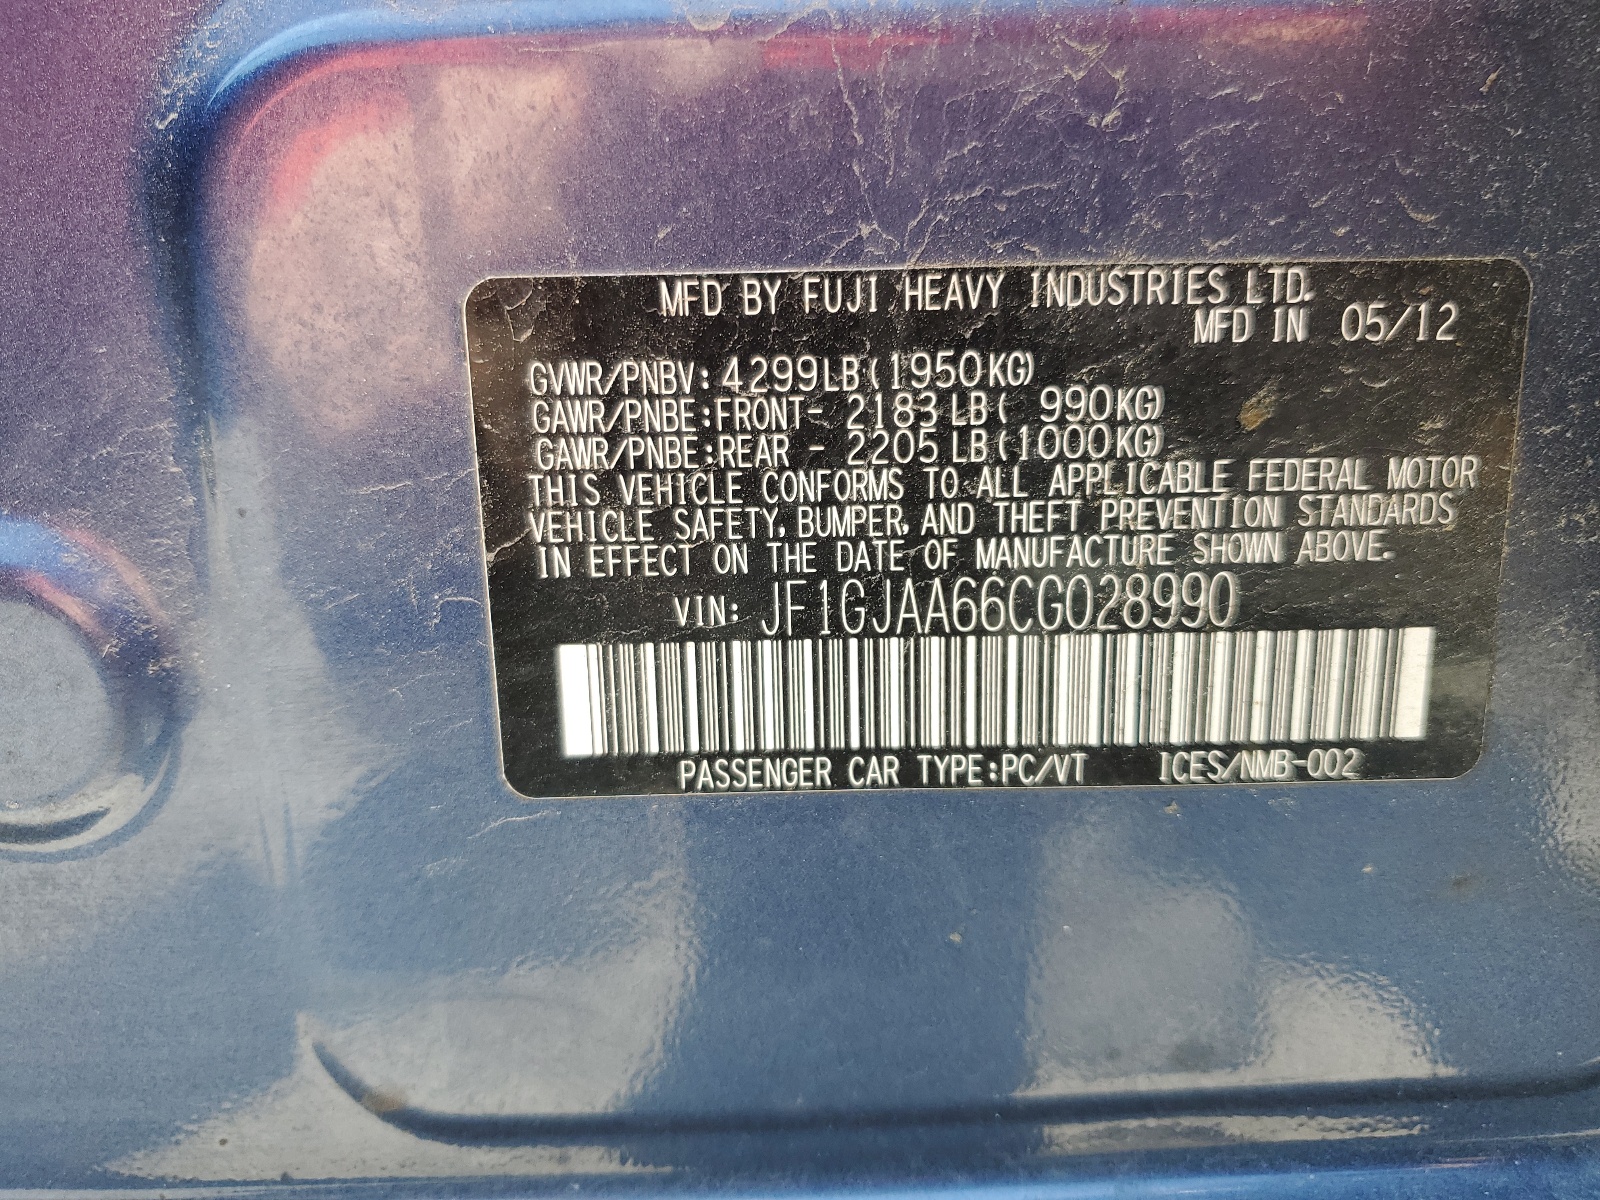 MFD BY FUJI HEAVY INDUSTRIES LTD.
MFD IN 05/12
GVWR/PNBV: 4299LB (1950KG)
GAWR/PNBE:FRONT- 2183 LB( 990KG)
GAWR/PNBE:REAR - 2205 LB(1000KG)
THIS VEHICLE CONFORMS TO ALL APPLICABLE FEDERAL MOTOR
VEHICLE SAFETY, BUMPER, AND THEFT PREVENTION STANDARDS
IN EFFECT ON THE DATE OF MANUFACTURE SHOWN ABOVE.
VIN: JF1GJAA66CG028990
PASSENGER CAR TYPE:PC/VT ICES/NMB-002